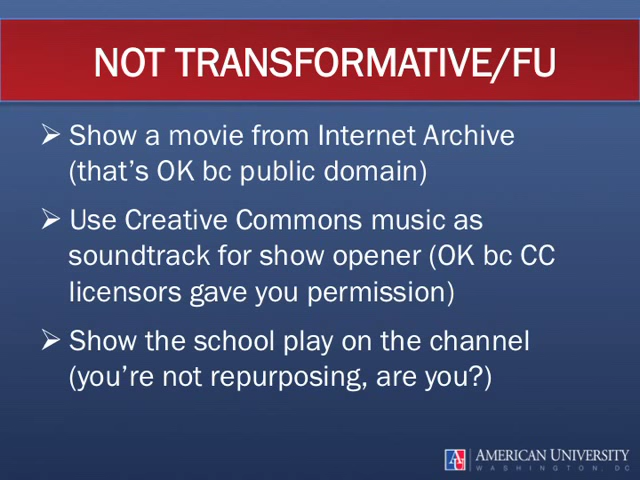 NOT TRANSFORMATIVE/FU
➢ Show a movie from Internet Archive
(that's OK bc public domain)
➢ Use Creative Commons music as
soundtrack for show opener (OK bc CC
licensors gave you permission)
➢ Show the school play on the channel
(you're not repurposing, are you?)
AU AMERICAN UNIVERSITY
WASHINGTON, DC